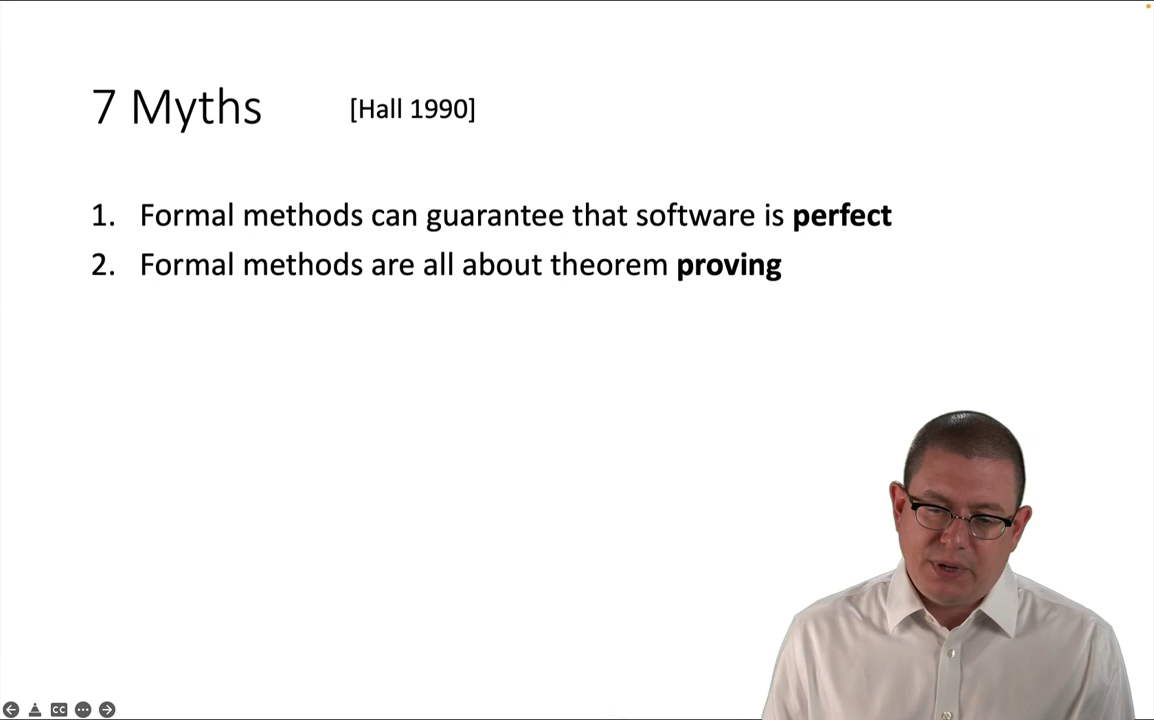 7 Myths [Hall 1990]
1. Formal methods can guarantee that software is perfect
2. Formal methods are all about theorem proving
CC